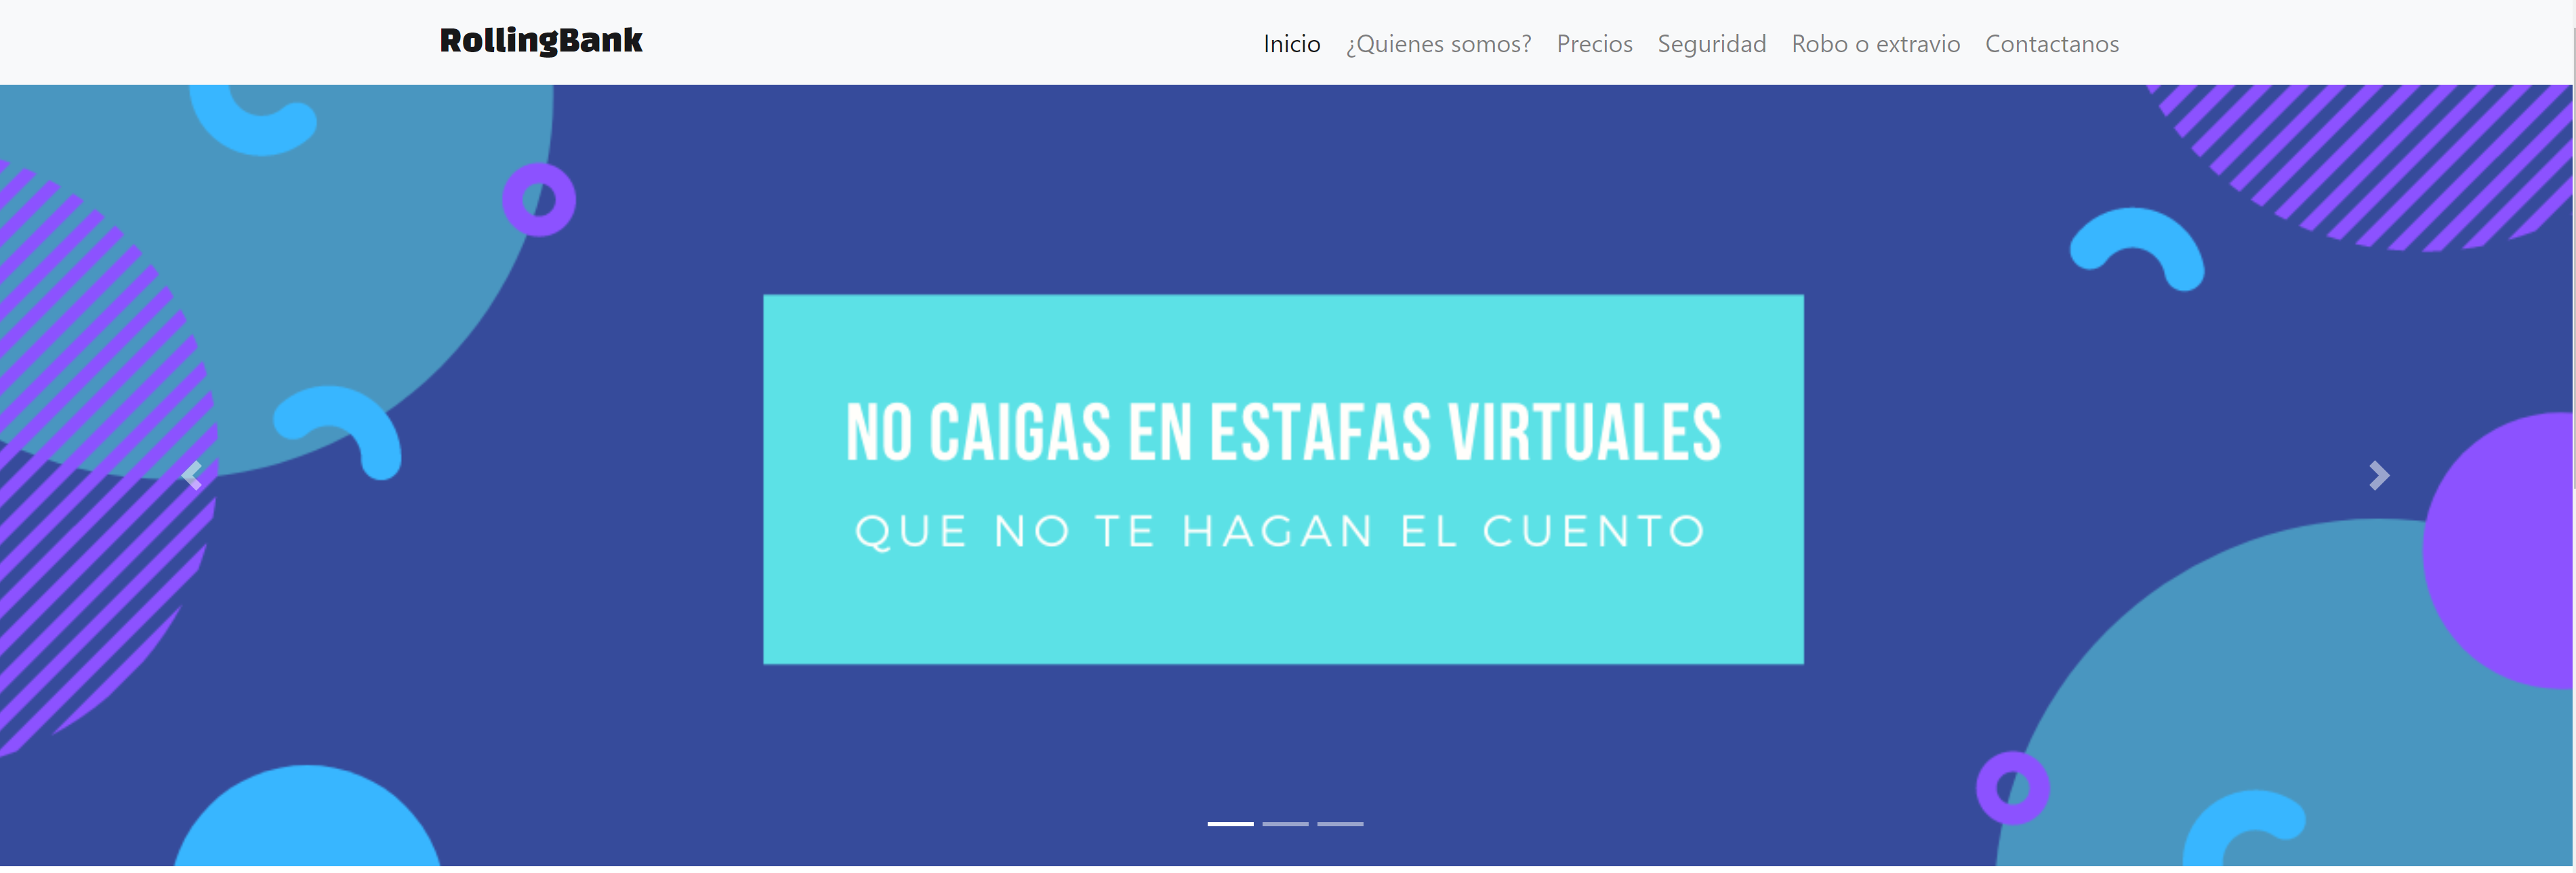 RollingBank
Inicio ¿Quienes somos? Precios Seguridad Robo o extravio Contactanos
NO CAIGAS EN ESTAFAS VIRTUALES
QUE NO TE HAGAN EL CUENTO